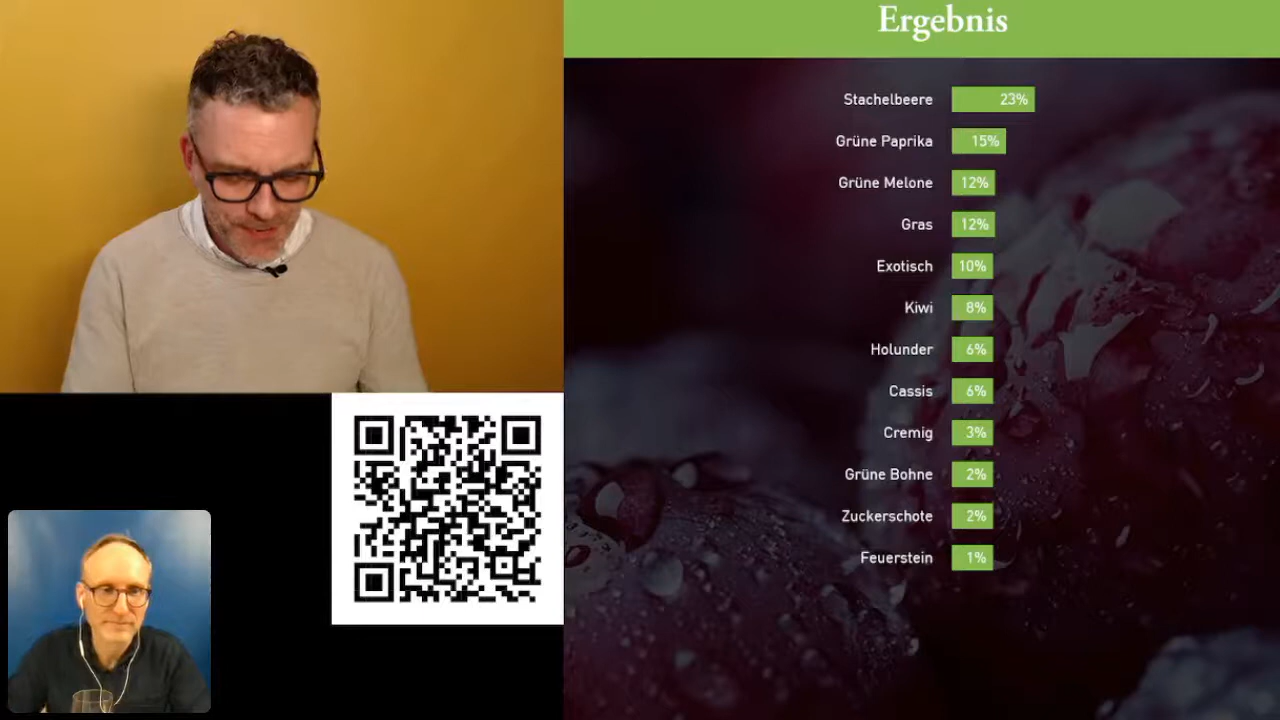 Ergebnis
Stachelbeere 23%
Grüne Paprika 15%
Grüne Melone 12%
Gras 12%
Exotisch 10%
Kiwi 8%
Holunder 6%
Cassis 6%
Cremig 3%
Grüne Bohne 2%
Zuckerschote 2%
Feuerstein 1%